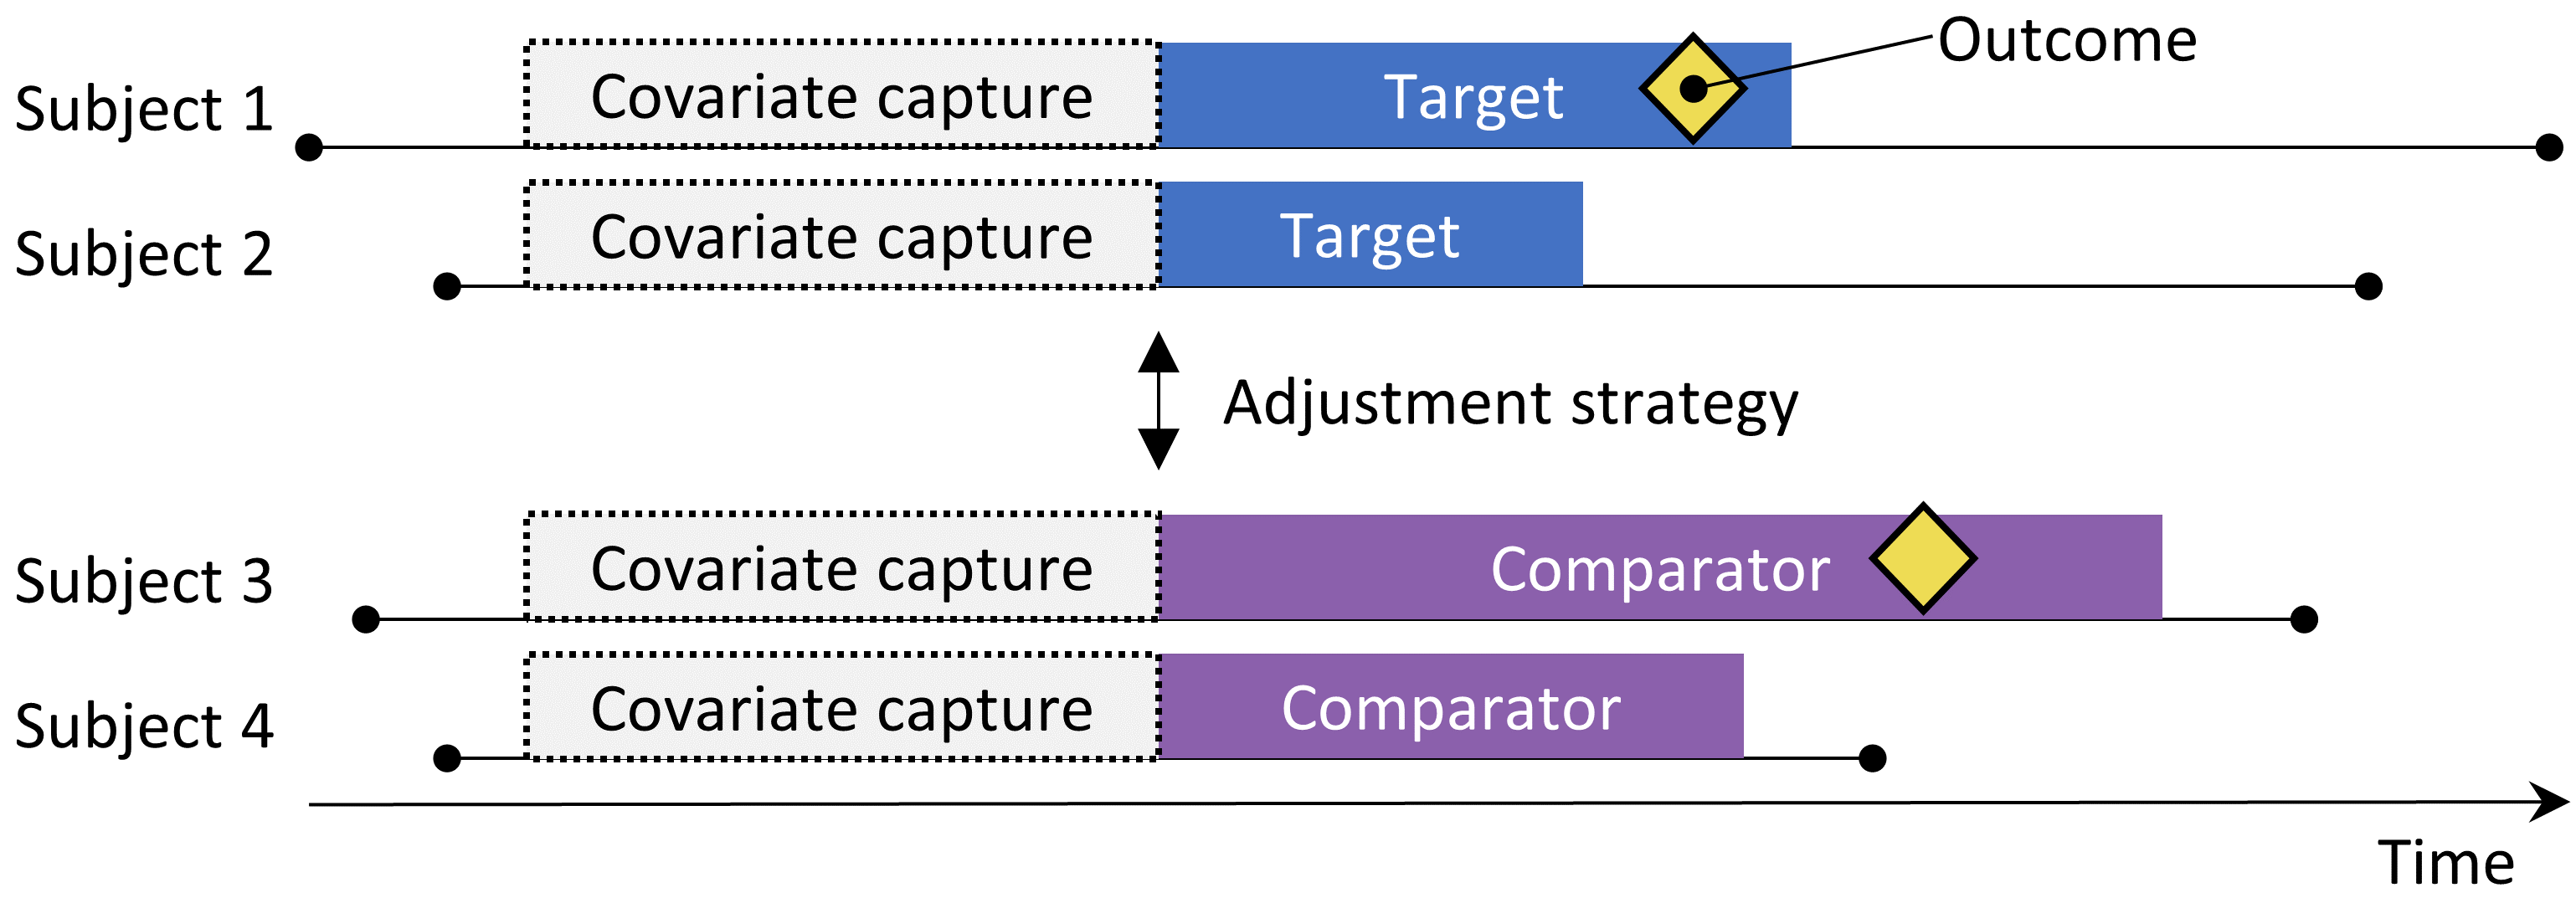 Outcome
Subject 1
Covariate capture
Target
Subject 2
Covariate capture
Target
Adjustment strategy
Subject 3
Covariate capture
Comparator
Subject 4
Covariate capture
Comparator
Time